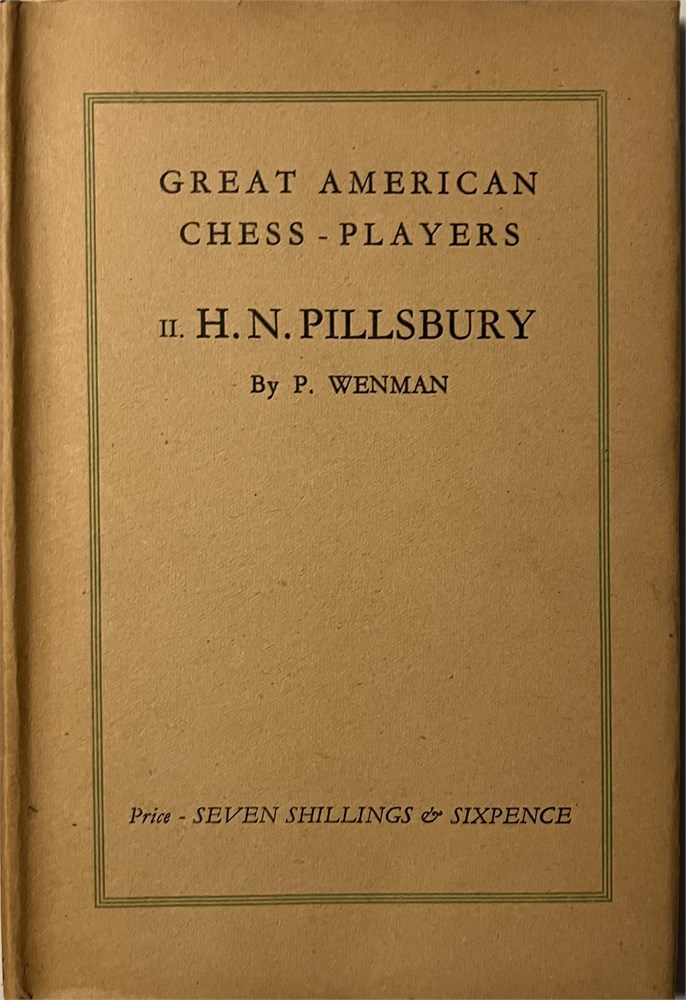 GREAT AMERICAN
CHESS - PLAYERS
II. H. N. PILLSBURY
By P. WENMAN
Price - SEVEN SHILLINGS & SIXPENCE